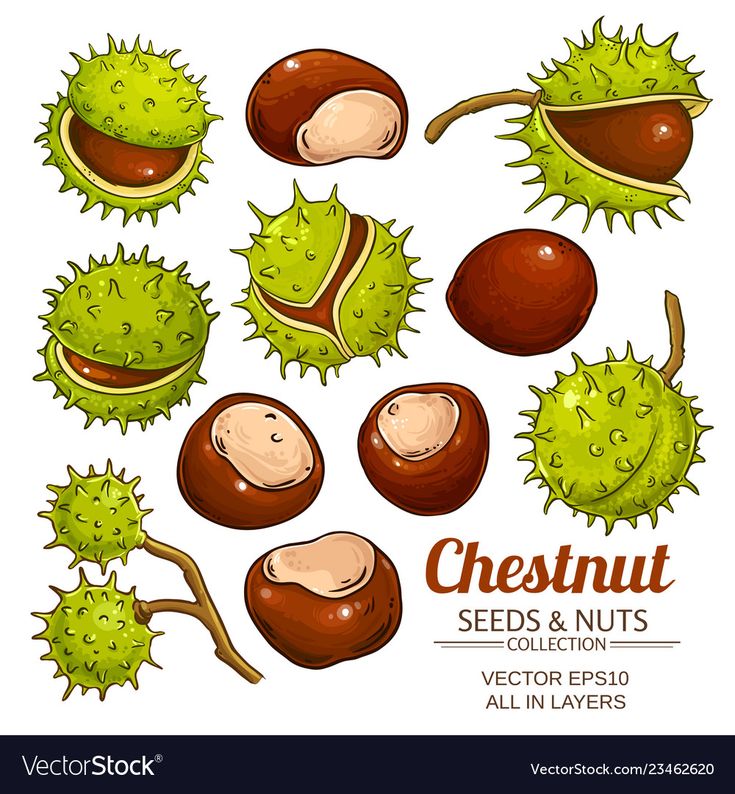 Chestnut
SEEDS & NUTS
COLLECTION
VECTOR EPS10
ALL IN LAYERS
VectorStock®
VectorStock.com/23462620